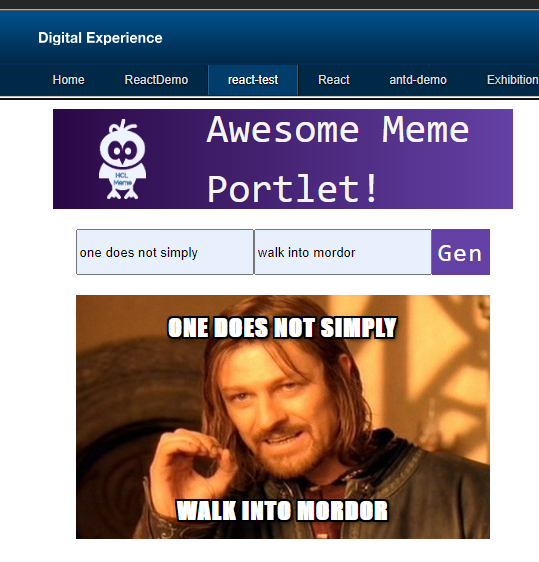 Digital Experience
Home ReactDemo react-test React antd-demo Exhibition
Awesome Meme
Portlet!
HCL
Meme
one does not simply walk into mordor Gen
ONE DOES NOT SIMPLY
WALK INTO MORDOR